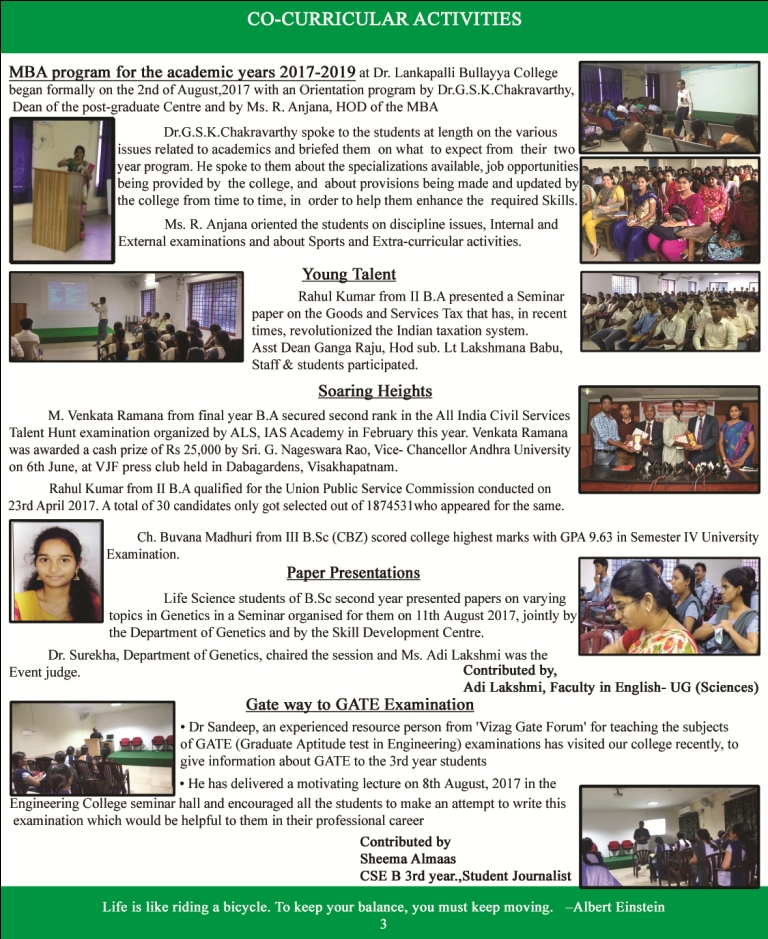 CO-CURRICULAR ACTIVITIES
MBA program for the academic years 2017-2019 at Dr. Lankapalli Bullayya College
began formally on the 2nd of August,2017 with an Orientation program by Dr.G.S.K.Chakravarthy,
Dean of the post-graduate Centre and by Ms. R. Anjana, HOD of the MBA
Dr.G.S.K.Chakravarthy spoke to the students at length on the various
issues related to academics and briefed them on what to expect from their two
year program. He spoke to them about the specializations available, job opportunities
being provided by the college, and about provisions being made and updated by
the college from time to time, in order to help them enhance the required Skills.
Ms. R. Anjana oriented the students on discipline issues, Internal and
External examinations and about Sports and Extra-curricular activities.
Young Talent
Rahul Kumar from II B.A presented a Seminar
paper on the Goods and Services Tax that has, in recent
times, revolutionized the Indian taxation system.
Asst Dean Ganga Raju, Hod sub. Lt Lakshmana Babu,
Staff & students participated.
Soaring Heights
M. Venkata Ramana from final year B.A secured second rank in the All India Civil Services
Talent Hunt examination organized by ALS, IAS Academy in February this year. Venkata Ramana
was awarded a cash prize of Rs 25,000 by Sri. G. Nageswara Rao, Vice- Chancellor Andhra University
on 6th June, at VJF press club held in Dabagardens, Visakhapatnam.
Rahul Kumar from II B.A qualified for the Union Public Service Commission conducted on
23rd April 2017. A total of 30 candidates only got selected out of 1874531who appeared for the same.
Ch. Buvana Madhuri from III B.Sc (CBZ) scored college highest marks with GPA 9.63 in Semester IV University
Examination.
Paper Presentations
Life Science students of B.Sc second year presented papers on varying
topics in Genetics in a Seminar organised for them on 11th August 2017, jointly by
the Department of Genetics and by the Skill Development Centre.
Dr. Surekha, Department of Genetics, chaired the session and Ms. Adi Lakshmi was the
Event judge.
Contributed by,
Adi Lakshmi, Faculty in English- UG (Sciences)
Gate way to GATE Examination
• Dr Sandeep, an experienced resource person from 'Vizag Gate Forum' for teaching the subjects
of GATE (Graduate Aptitude test in Engineering) examinations has visited our college recently, to
give information about GATE to the 3rd year students
• He has delivered a motivating lecture on 8th August, 2017 in the
Engineering College seminar hall and encouraged all the students to make an attempt to write this
examination which would be helpful to them in their professional career
Contributed by
Sheema Almaas
CSE B 3rd year.,Student Journalist
Life is like riding a bicycle. To keep your balance, you must keep moving. –Albert Einstein
3